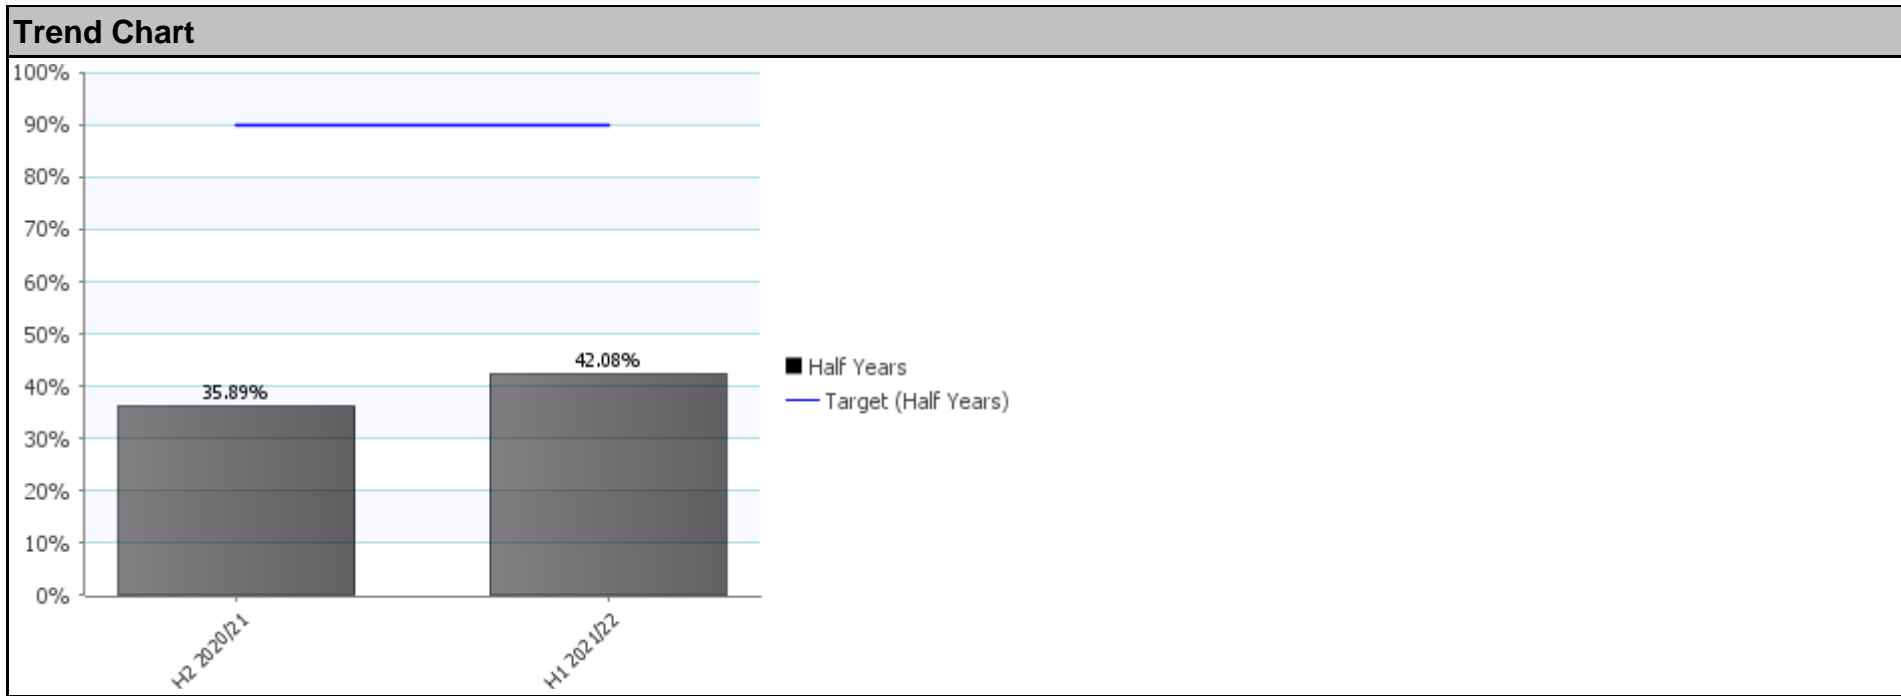 Trend Chart
100%
90%
80%
70%
60%
50%
40%
30%
20%
10%
0%
35.89%
42.08%
H2 2020/21
H1 2021/22
Half Years
Target (Half Years)